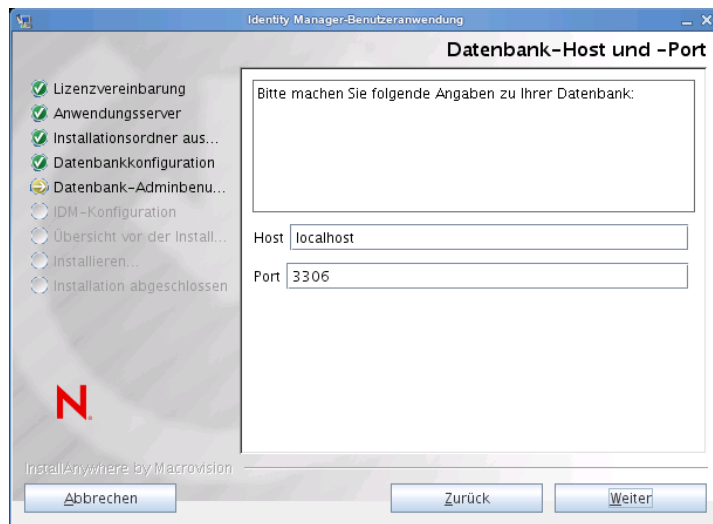 Identity Manager-Benutzeranwendung
Datenbank-Host und -Port
Lizenzvereinbarung
Anwendungsserver
Installationsordner aus...
Datenbankkonfiguration
Datenbank-Adminbenu...
IDM-Konfiguration
Übersicht vor der Install...
Installieren...
Installation abgeschlossen
Bitte machen Sie folgende Angaben zu Ihrer Datenbank:
Host localhost
Port 3306
N
InstallAnywhere by Macrovision
Abbrechen
Zurück
Weiter